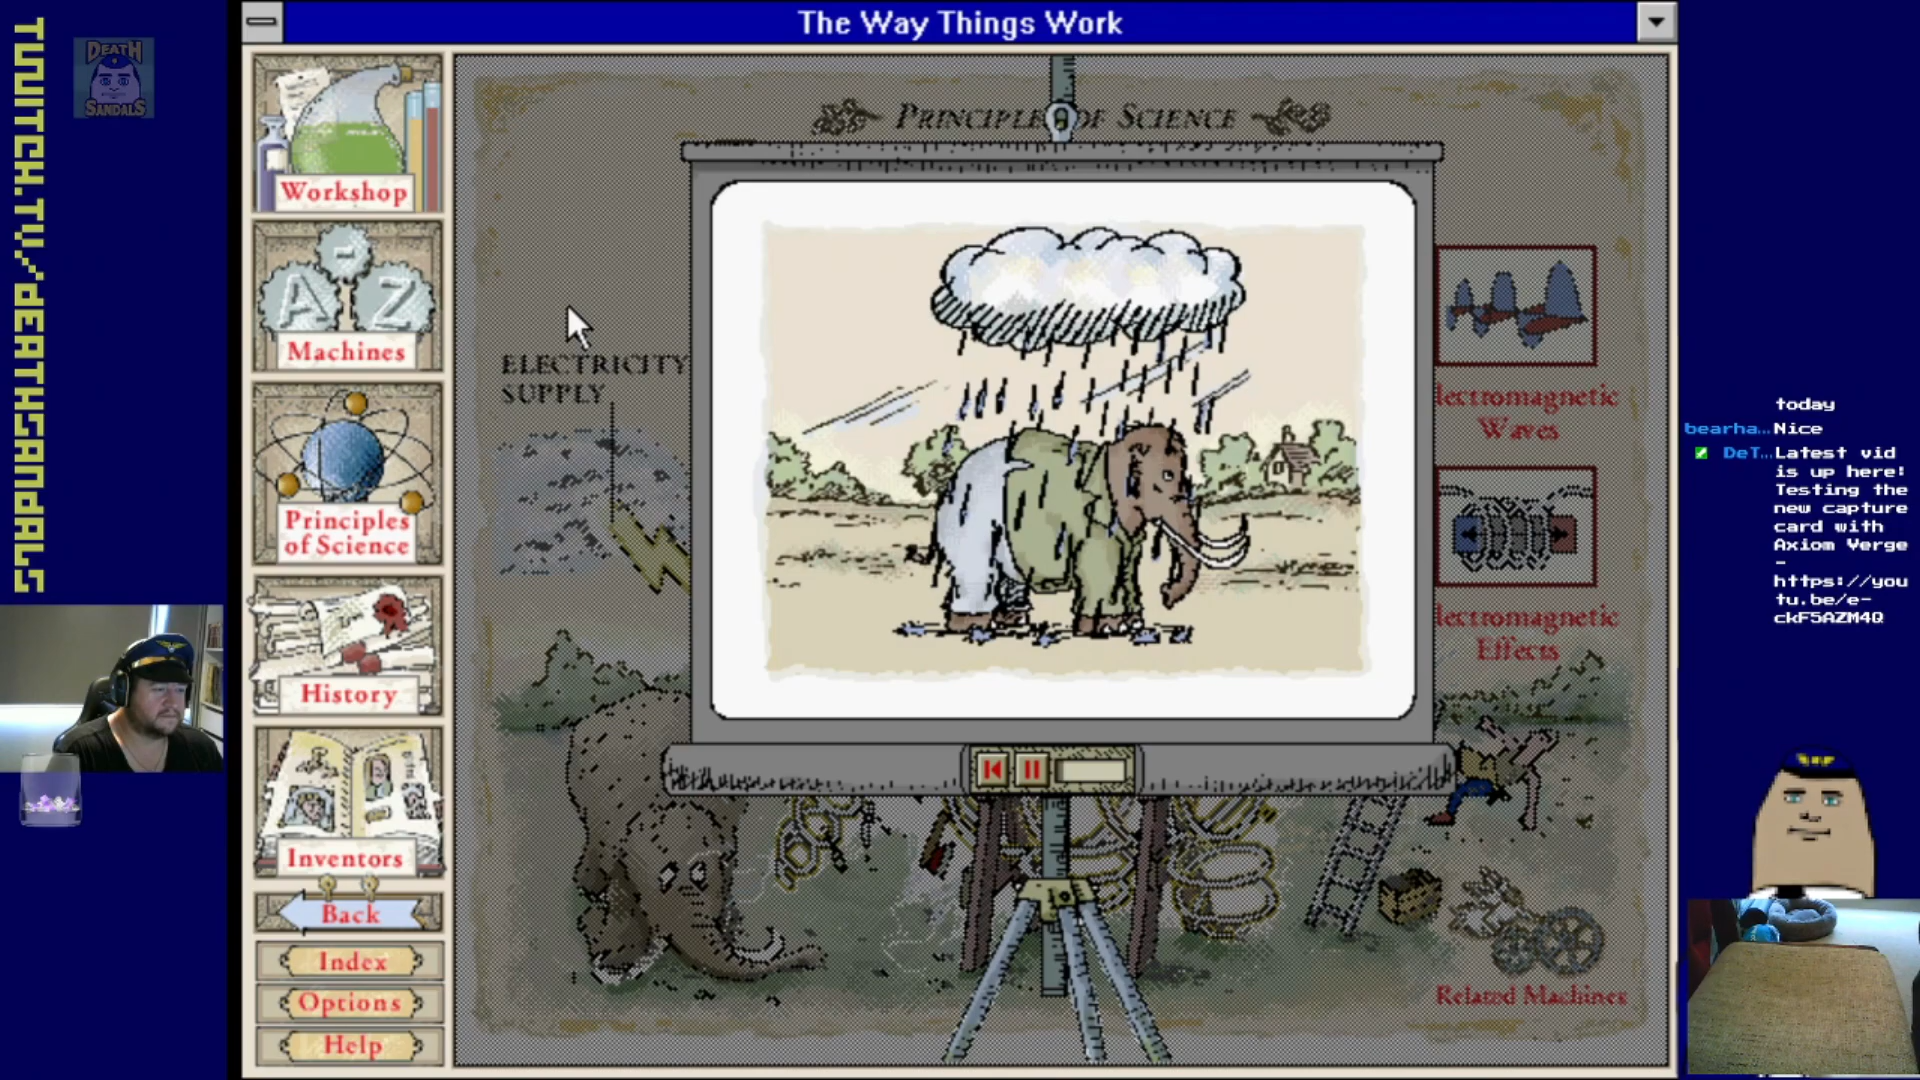 The Way Things Work
TWITCH.TV/DEATHSANDALS
DEATH
SANDALS
Workshop
A - Z
Machines
Principles
of Science
History
Inventors
Back
Index
Options
Help
PRINCIPLE OF SCIENCE
ELECTRICITY
SUPPLY
lectromagnetic
Waves
lectromagnetic
Effects
Related Machines
today
bearha... Nice
DeT... Latest vid
is up here:
Testing the
new capture
card with
Axiom Verge
-
https://you
tu.be/e-
ckF5AZM4Q